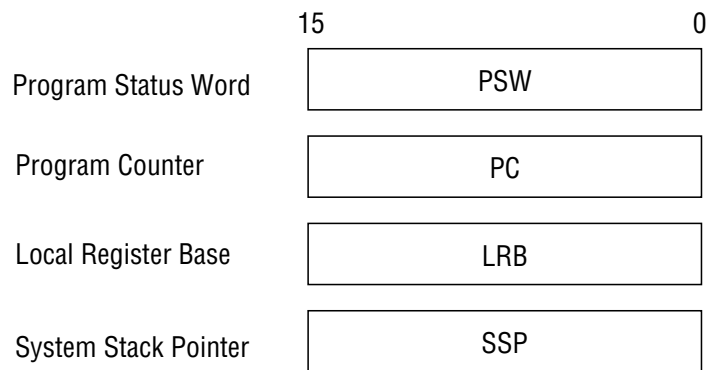 15 0
Program Status Word PSW
Program Counter PC
Local Register Base LRB
System Stack Pointer SSP